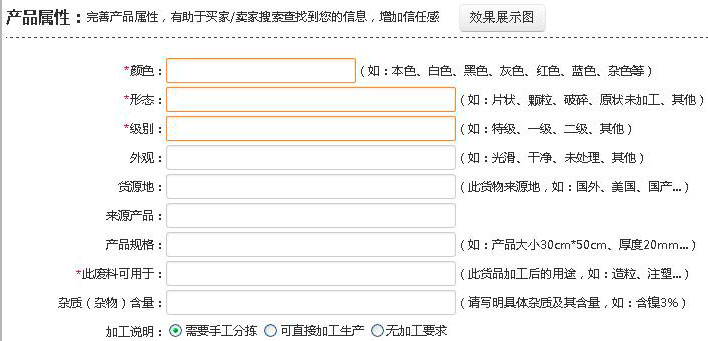 产品属性：完善产品属性，有助于买家/卖家搜索查找到您的信息，增加信任感 效果展示图
*颜色：（如：本色、白色、黑色、灰色、红色、蓝色、杂色等）
*形态：（如：片状、颗粒、破碎、原状未加工、其他）
*级别：（如：特级、一级、二级、其他）
外观：（如：光滑、干净、未处理、其他）
货源地：（此货物来源地，如：国外、美国、国产...）
来源产品：
产品规格：（如：产品大小30cm*50cm、厚度20mm...）
*此废料可用于：（此货品加工后的用途，如：造粒、注塑...）
杂质（杂物）含量：（请写明具体杂质及其含量，如：含镍3%）
加工说明：需要手工分拣 可直接加工生产 无加工要求